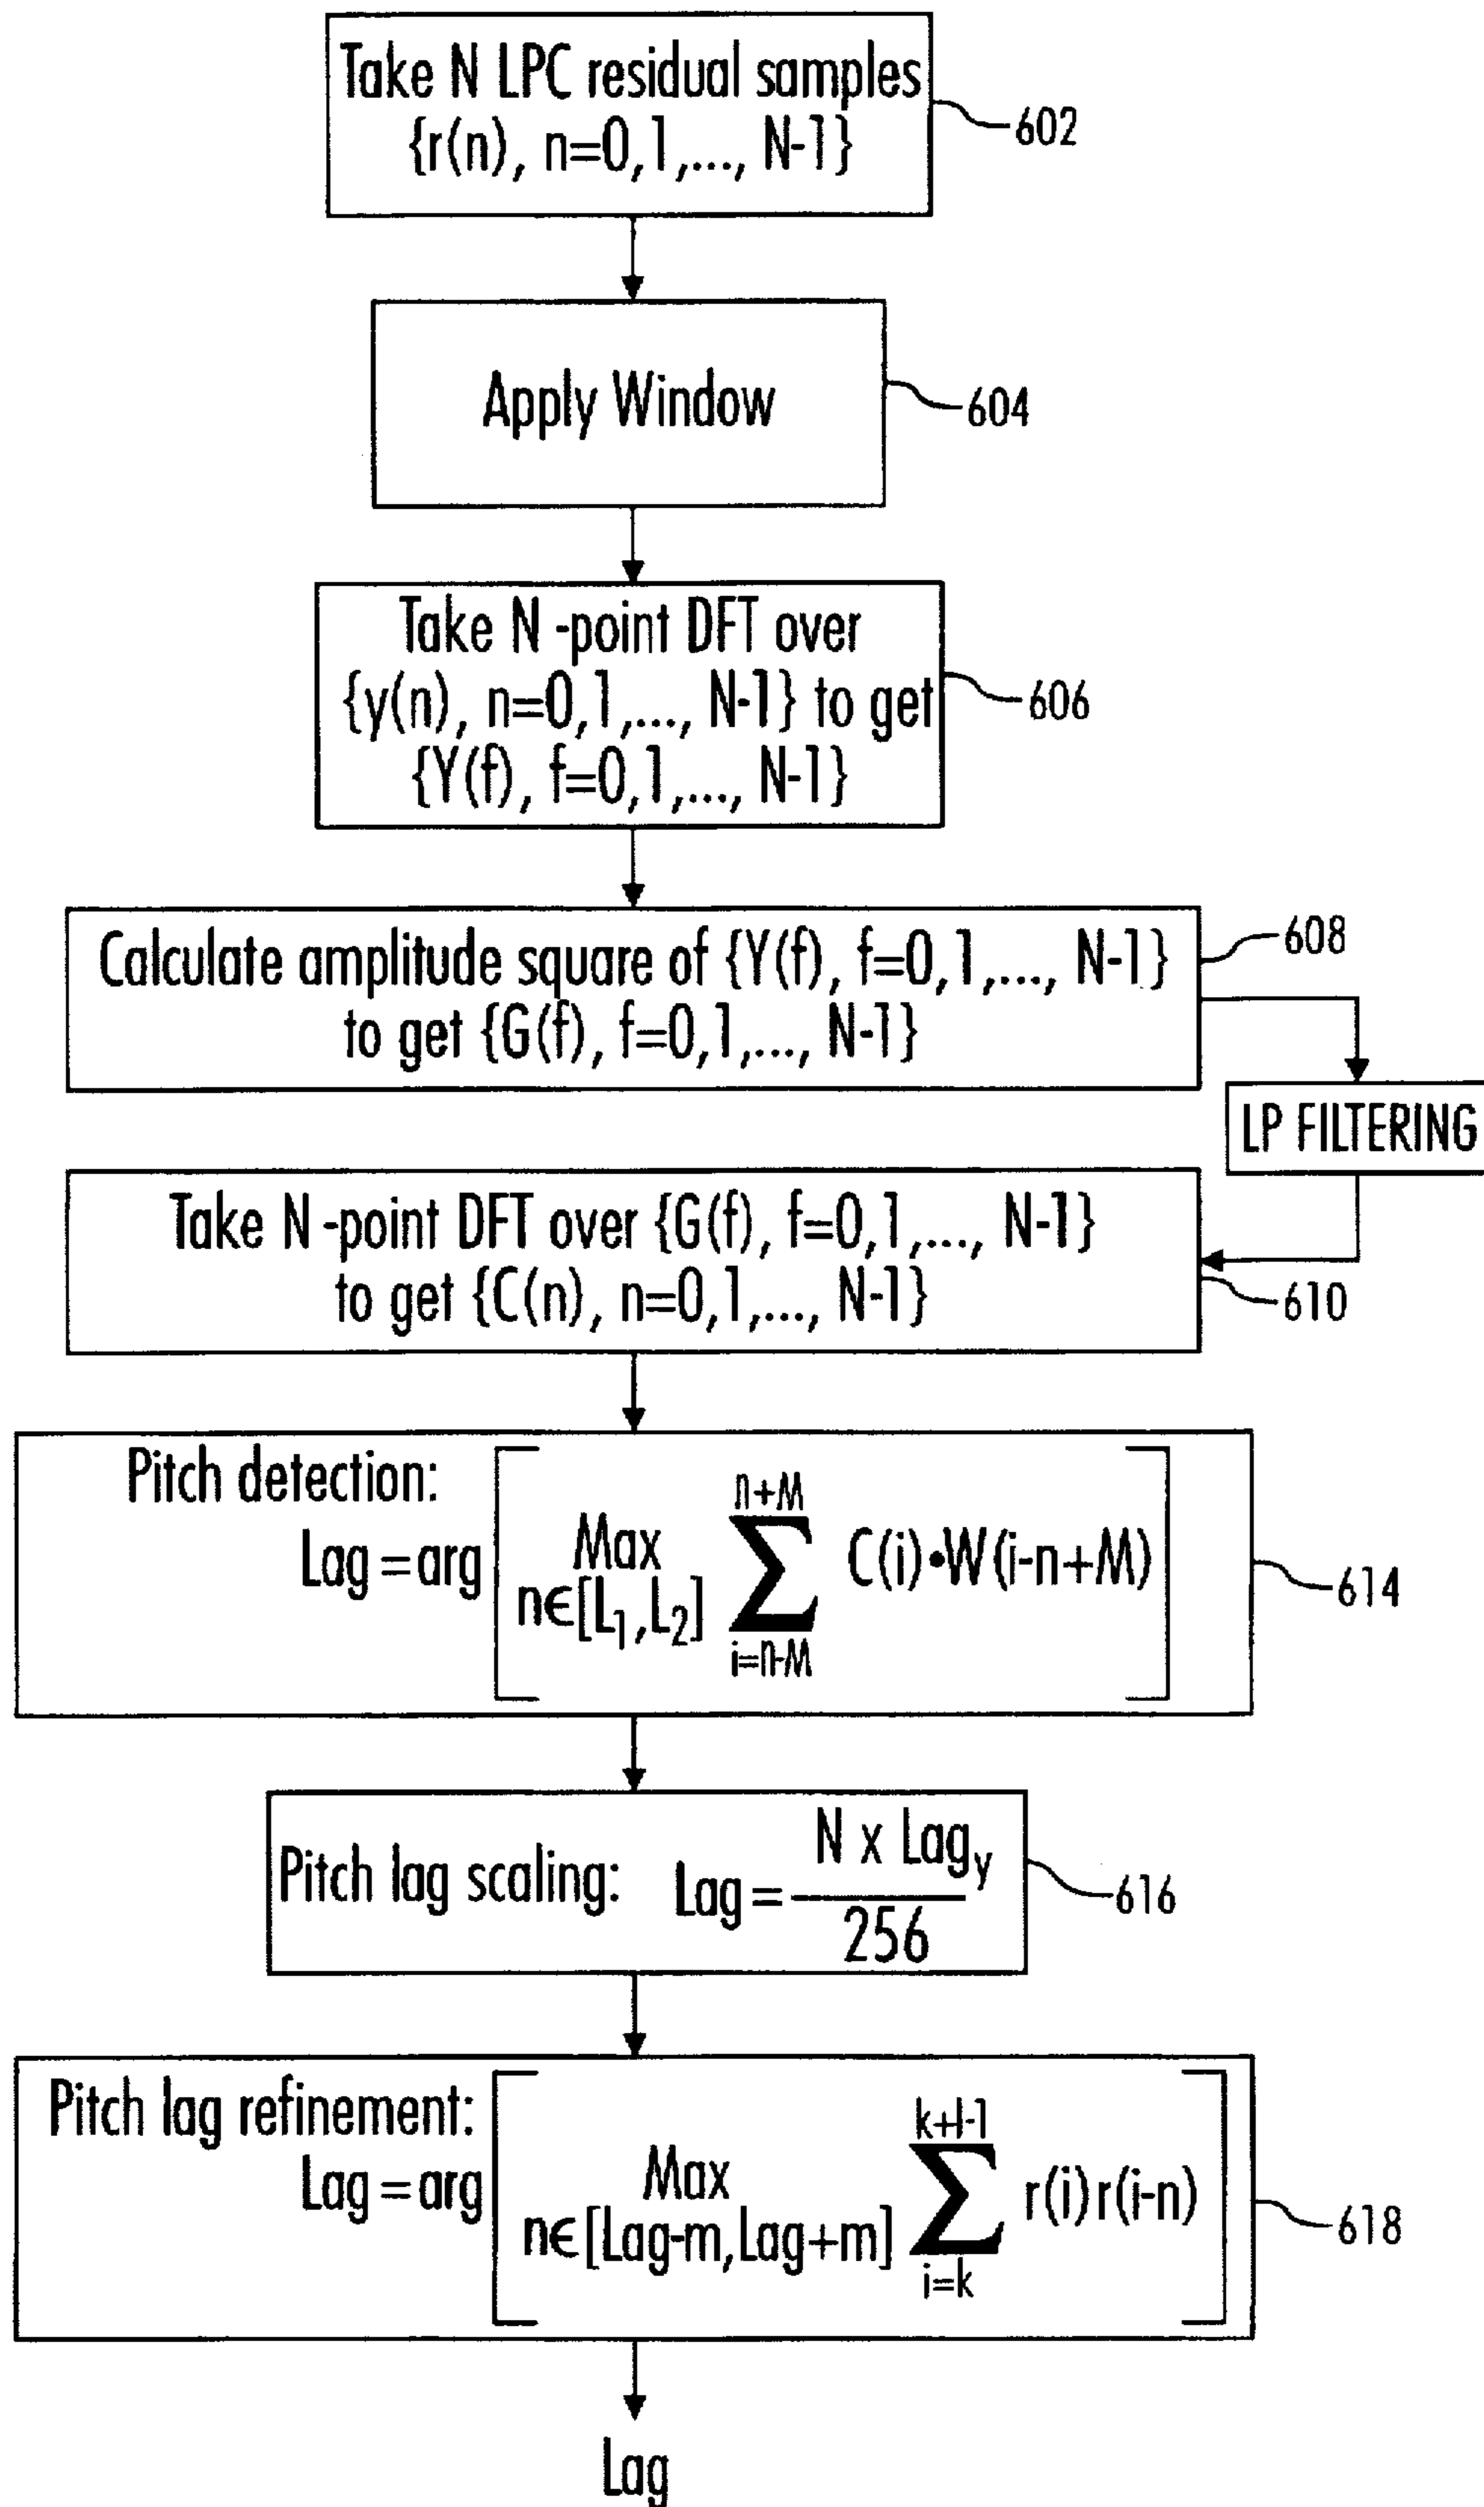 Take N LPC residual samples
{r(n), n=0,1,..., N-1}
602
Apply Window
604
Take N -point DFT over
{y(n), n=0,1,..., N-1} to get
{Y(f), f=0,1,..., N-1}
606
Calculate amplitude square of {Y(f), f=0,1,..., N-1}
to get {G(f), f=0,1,..., N-1}
608
LP FILTERING
Take N -point DFT over {G(f), f=0,1,..., N-1}
to get {C(n), n=0,1,..., N-1}
610
Pitch detection:
Lag = arg [ Max n∈[L₁,L₂] Σ i=n-M n+M C(i)•W(i-n+M) ]
614
Pitch lag scaling: Lag = N x Lag_y / 256
616
Pitch lag refinement:
Lag = arg [ Max n∈[Lag-m,Lag+m] Σ i=k k+l-1 r(i)r(i-n) ]
618
Lag